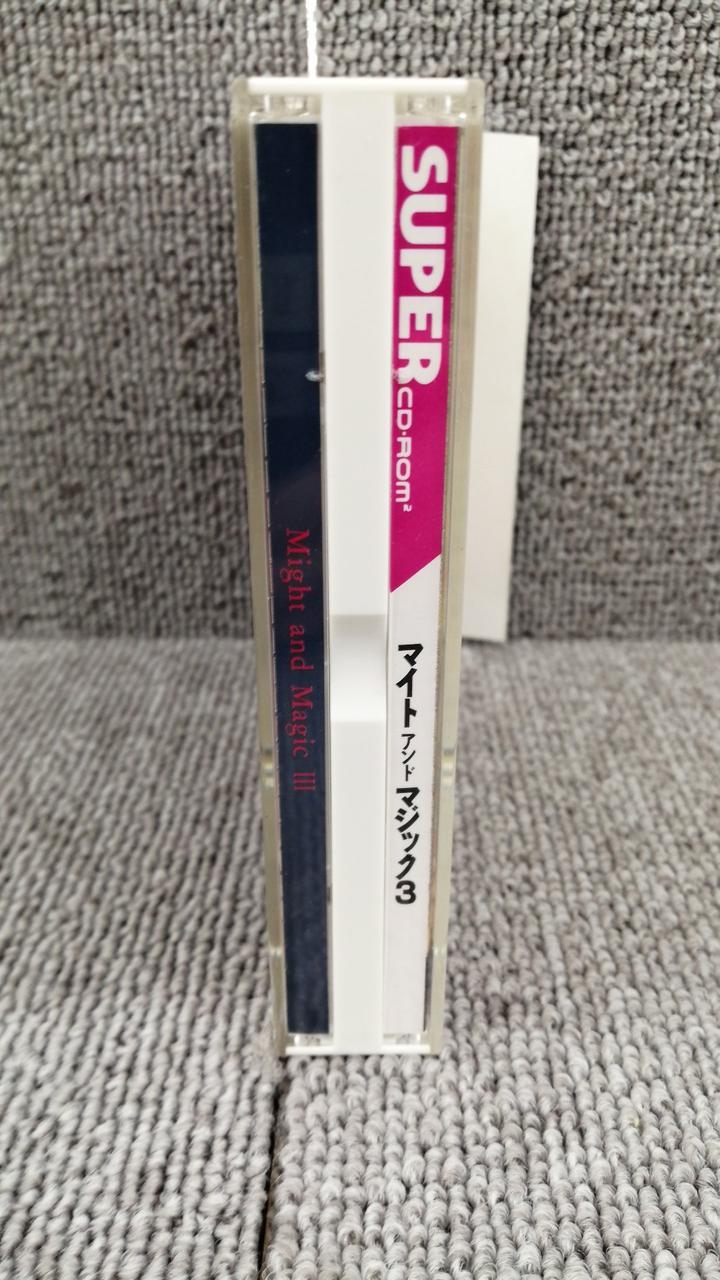 SUPER CD-ROM²
マイト アンド マジック3
Might and Magic III